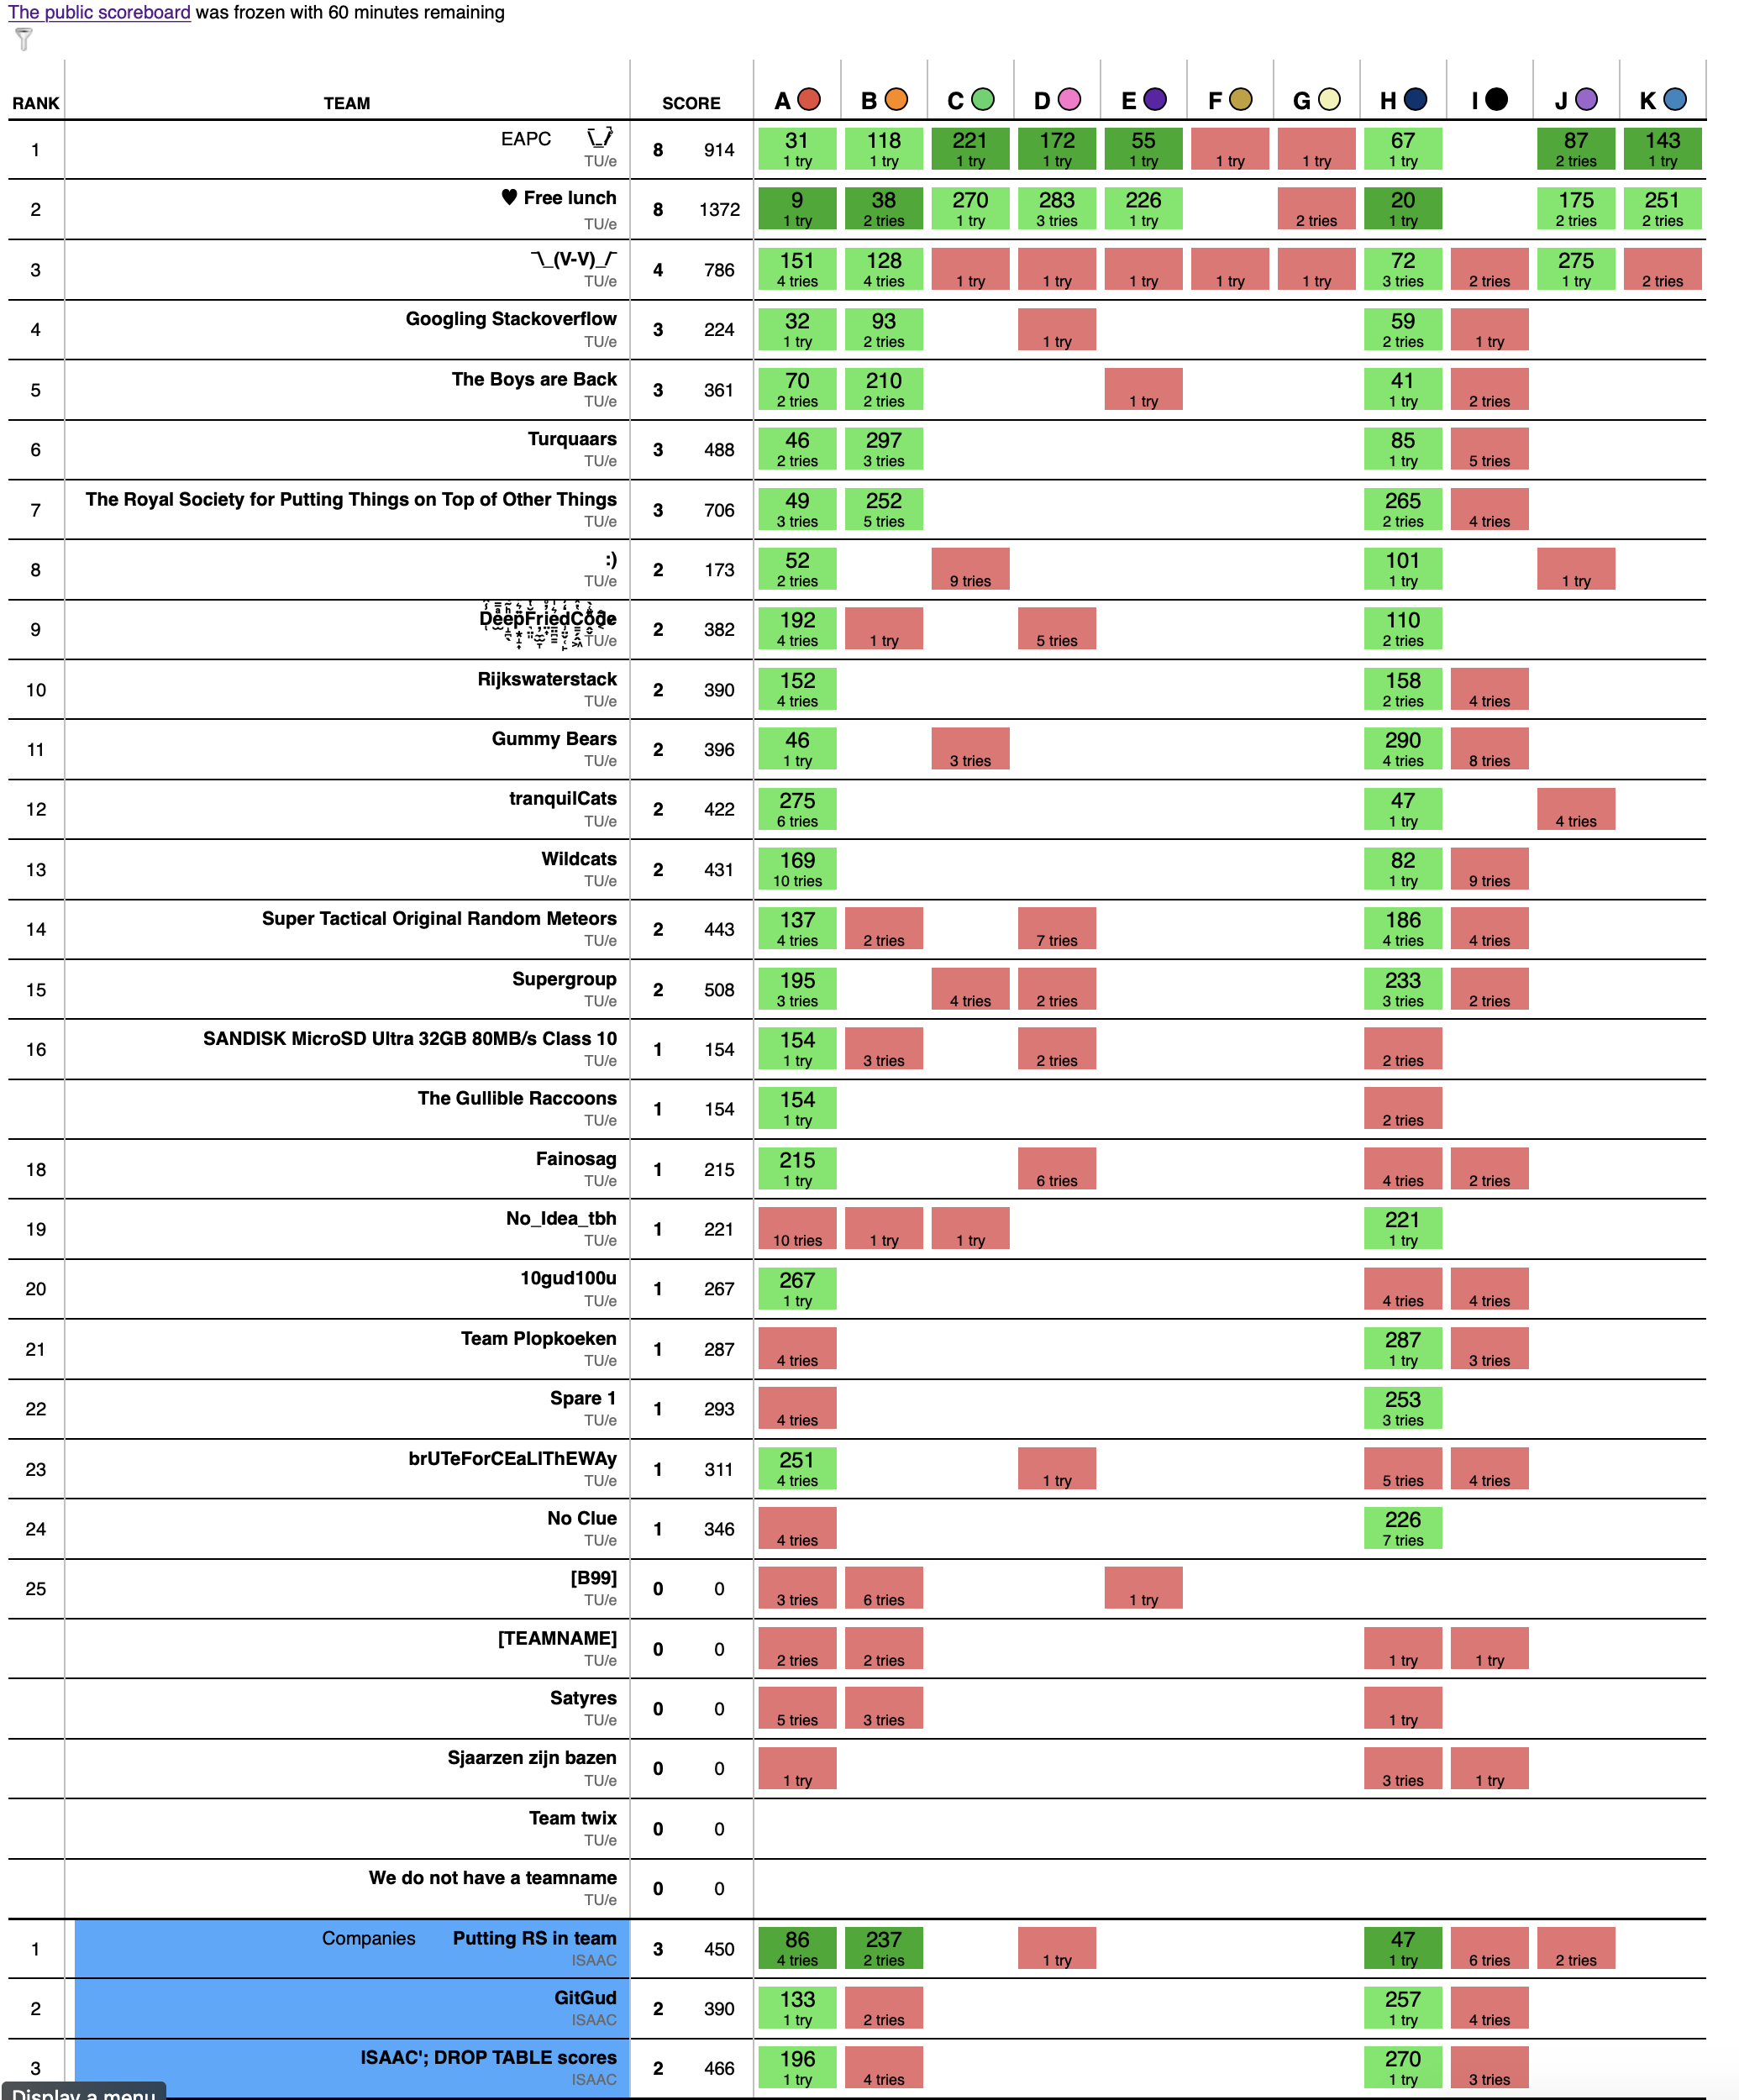 The public scoreboard was frozen with 60 minutes remaining
RANK TEAM SCORE A B C D E F G H I J K
1 EAPC ¯\_/¯ 8 914 31 118 221 172 55 67 87 143
TU/e 1 try 1 try 1 try 1 try 1 try 1 try 1 try 1 try 2 tries 1 try
2 ♥ Free lunch 8 1372 9 38 270 283 226 20 175 251
TU/e 1 try 2 tries 1 try 3 tries 1 try 2 tries 1 try 2 tries 2 tries
3 ¯\_(V-V)_/¯ 4 786 151 128 72 275
TU/e 4 tries 4 tries 1 try 1 try 1 try 1 try 1 try 3 tries 2 tries 1 try 2 tries
4 Googling Stackoverflow 3 224 32 93 59
TU/e 1 try 2 tries 1 try 2 tries 1 try
5 The Boys are Back 3 361 70 210 41
TU/e 2 tries 2 tries 1 try 1 try 2 tries
6 Turquaars 3 488 46 297 85
TU/e 2 tries 3 tries 1 try 5 tries
7 The Royal Society for Putting Things on Top of Other Things 3 706 49 252 265
TU/e 3 tries 5 tries 2 tries 4 tries
8 :) 2 173 52 101
TU/e 2 tries 9 tries 1 try 1 try
9 DeepFriedCode 2 382 192 110
TU/e 4 tries 1 try 5 tries 2 tries
10 Rijkswaterstack 2 390 152 158
TU/e 4 tries 2 tries 4 tries
11 Gummy Bears 2 396 46 290
TU/e 1 try 3 tries 4 tries 8 tries
12 tranquilCats 2 422 275 47
TU/e 6 tries 1 try 4 tries
13 Wildcats 2 431 169 82
TU/e 10 tries 1 try 9 tries
14 Super Tactical Original Random Meteors 2 443 137 186
TU/e 4 tries 2 tries 7 tries 4 tries 4 tries
15 Supergroup 2 508 195 233
TU/e 3 tries 4 tries 2 tries 3 tries 2 tries
16 SANDISK MicroSD Ultra 32GB 80MB/s Class 10 1 154 154
TU/e 1 try 3 tries 2 tries 2 tries
The Gullible Raccoons 1 154 154
TU/e 1 try 2 tries
18 Fainosag 1 215 215
TU/e 1 try 6 tries 4 tries 2 tries
19 No_Idea_tbh 1 221 221
TU/e 10 tries 1 try 1 try 1 try
20 10gud100u 1 267 267
TU/e 1 try 4 tries 4 tries
21 Team Plopkoeken 1 287 287
TU/e 4 tries 1 try 3 tries
22 Spare 1 1 293 253
TU/e 4 tries 3 tries
23 brUTeForCEaLlThEWAy 1 311 251
TU/e 4 tries 1 try 5 tries 4 tries
24 No Clue 1 346 226
TU/e 4 tries 7 tries
25 [B99] 0 0
TU/e 3 tries 6 tries 1 try
[TEAMNAME] 0 0
TU/e 2 tries 2 tries 1 try 1 try
Satyres 0 0
TU/e 5 tries 3 tries 1 try
Sjaarzen zijn bazen 0 0
TU/e 1 try 3 tries 1 try
Team twix 0 0
TU/e
We do not have a teamname 0 0
TU/e
1 Companies Putting RS in team 3 450 86 237 47
ISAAC 4 tries 2 tries 1 try 1 try 6 tries 2 tries
2 GitGud 2 390 133 257
ISAAC 1 try 2 tries 1 try 4 tries
3 ISAAC'; DROP TABLE scores 2 466 196 270
ISAAC 1 try 4 tries 1 try 3 tries
Display a menu